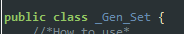 public class _Gen_Set {
//*How to use*